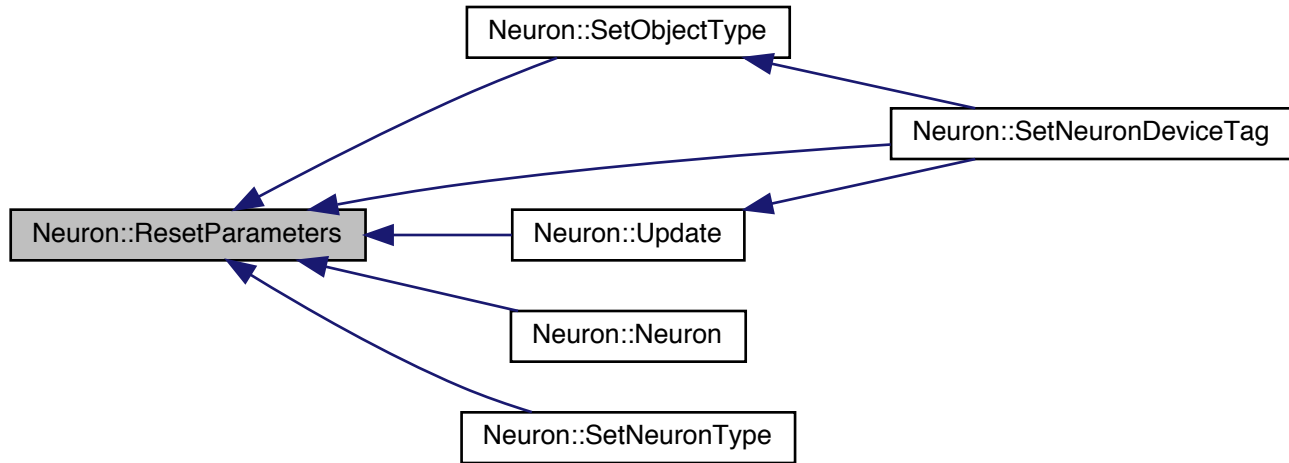 Neuron::SetObjectType
Neuron::SetNeuronDeviceTag
Neuron::ResetParameters
Neuron::Update
Neuron::Neuron
Neuron::SetNeuronType